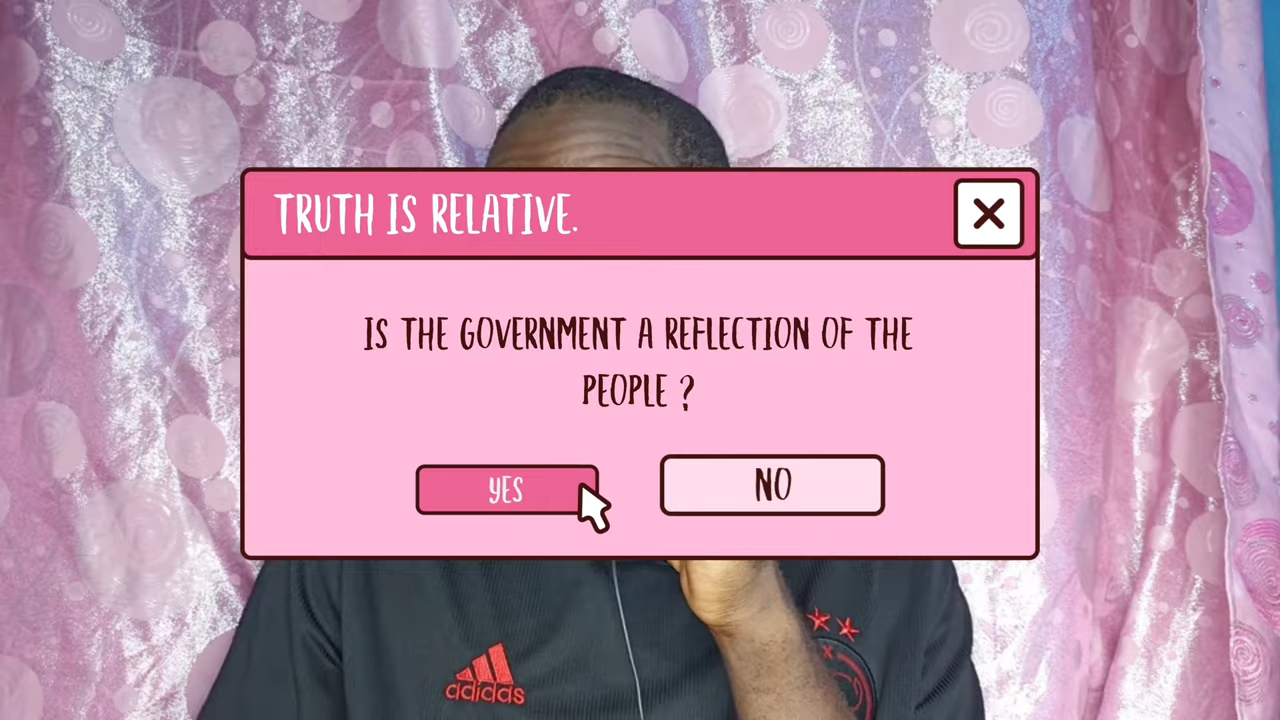 TRUTH IS RELATIVE.
IS THE GOVERNMENT A REFLECTION OF THE
PEOPLE ?
YES
NO
adidas